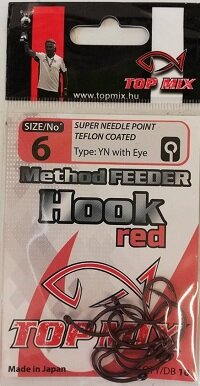 TOP MIX
www.topmix.hu
SIZE/No°
6
SUPER NEEDLE POINT
TEFLON COATED
Type: YN with Eye
Method FEEDER
Hook
red
TOP MIX
Made in Japan